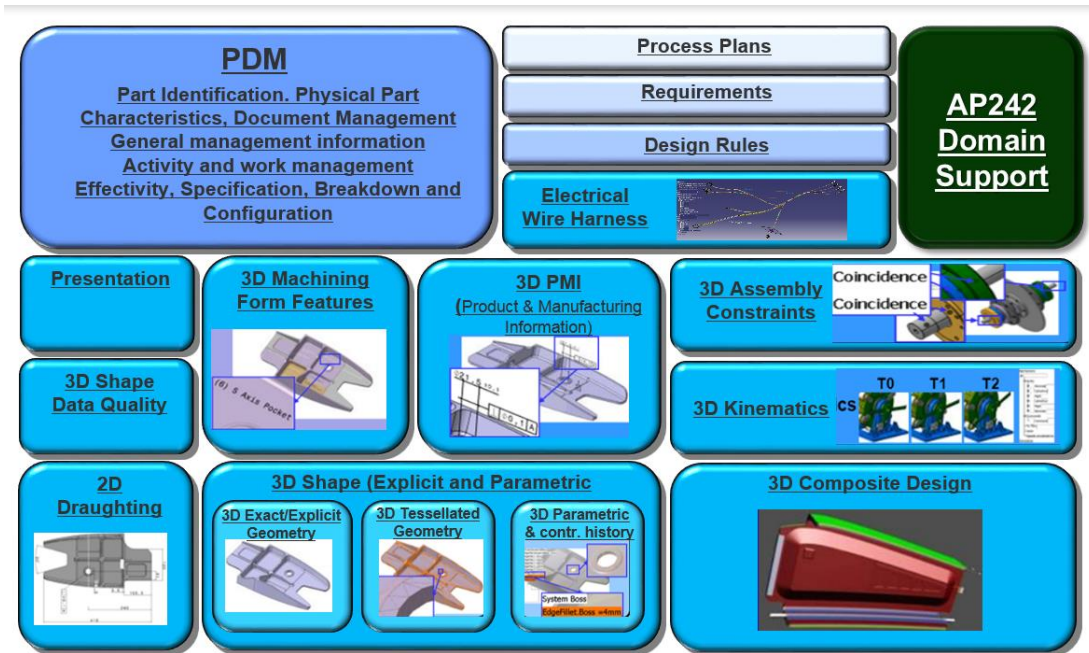 PDM
Part Identification. Physical Part
Characteristics, Document Management
General management information
Activity and work management
Effectivity, Specification, Breakdown and
Configuration
Process Plans
Requirements
Design Rules
Electrical
Wire Harness
AP242
Domain
Support
Presentation
3D Shape
Data Quality
3D Machining
Form Features
(6) 5 Axis Pocket
3D PMI
(Product & Manufacturing
Information)
3D Assembly
Constraints
Coincidence
Coincidence
3D Kinematics
CS
T0 T1 T2
2D
Draughting
3D Shape (Explicit and Parametric
3D Exact/Explicit
Geometry
3D Tessellated
Geometry
3D Parametric
& contr. history
System Boss
EdgeFillet.Boss =4mm
3D Composite Design